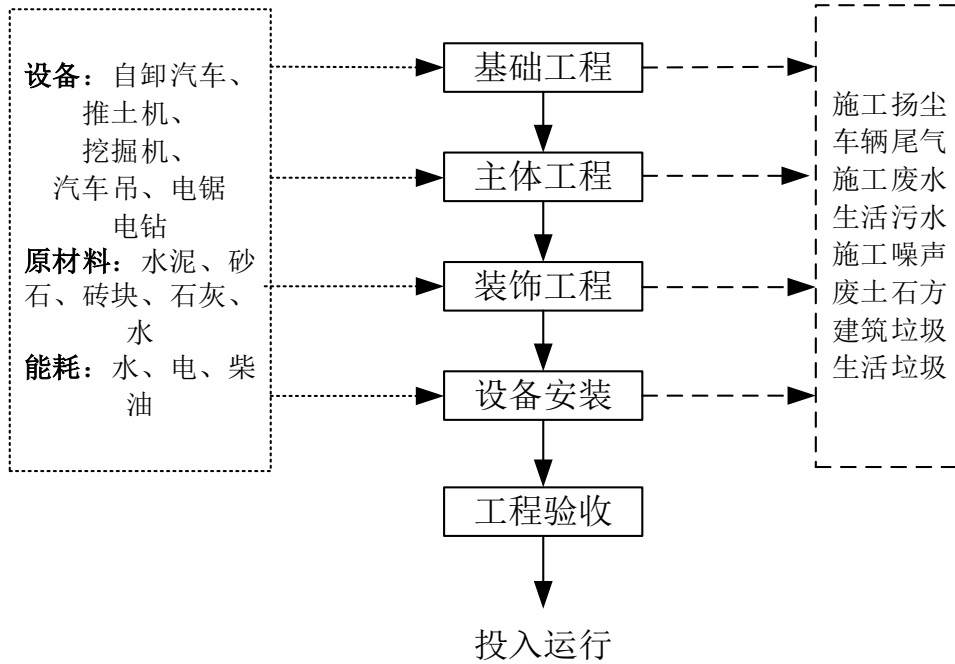 设备：自卸汽车、
推土机、
挖掘机、
汽车吊、电锯
电钻
原材料：水泥、砂
石、砖块、石灰、
水
能耗：水、电、柴
油
基础工程
主体工程
装饰工程
设备安装
工程验收
投入运行
施工扬尘
车辆尾气
施工废水
生活污水
施工噪声
废土石方
建筑垃圾
生活垃圾